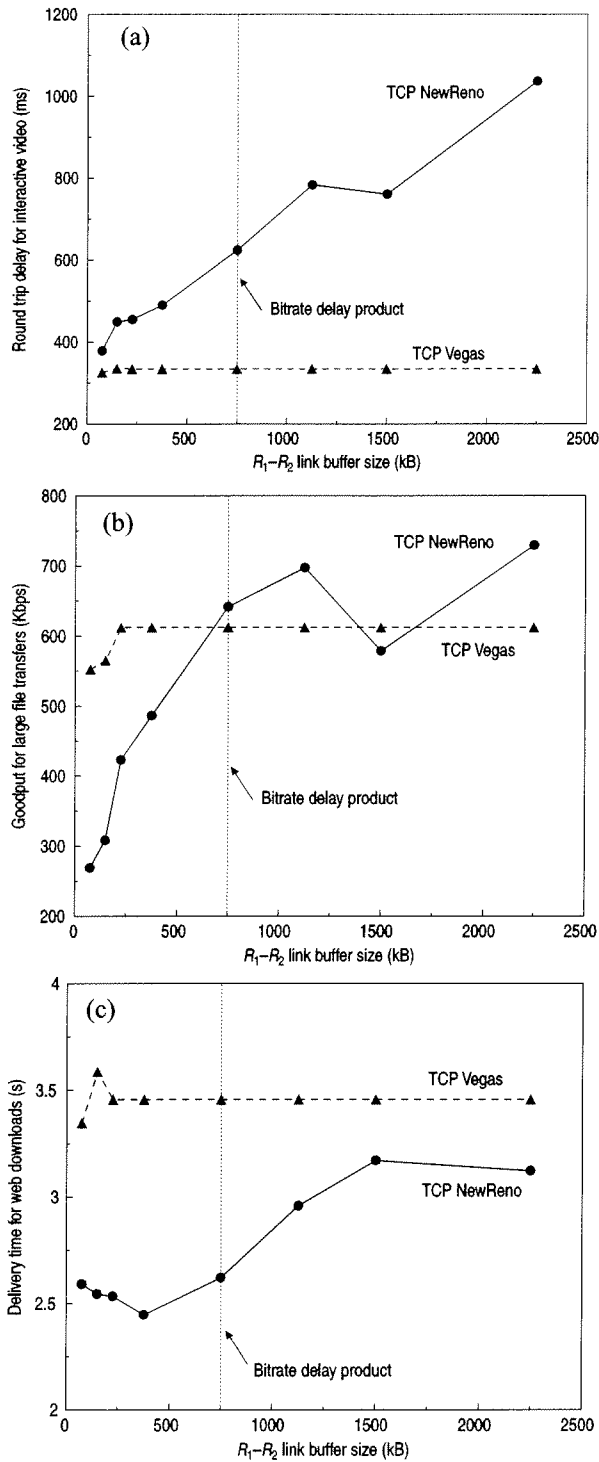 (a)
Round trip delay for interactive video (ms)
1200
1000
800
600
400
200
TCP NewReno
Bitrate delay product
TCP Vegas
0 500 1000 1500 2000 2500
R₁–R₂ link buffer size (kB)
(b)
Goodput for large file transfers (Kbps)
800
700
600
500
400
300
200
TCP NewReno
TCP Vegas
Bitrate delay product
0 500 1000 1500 2000 2500
R₁–R₂ link buffer size (kB)
(c)
Delivery time for web downloads (s)
4
3.5
3
2.5
2
TCP Vegas
TCP NewReno
Bitrate delay product
0 500 1000 1500 2000 2500
R₁–R₂ link buffer size (kB)